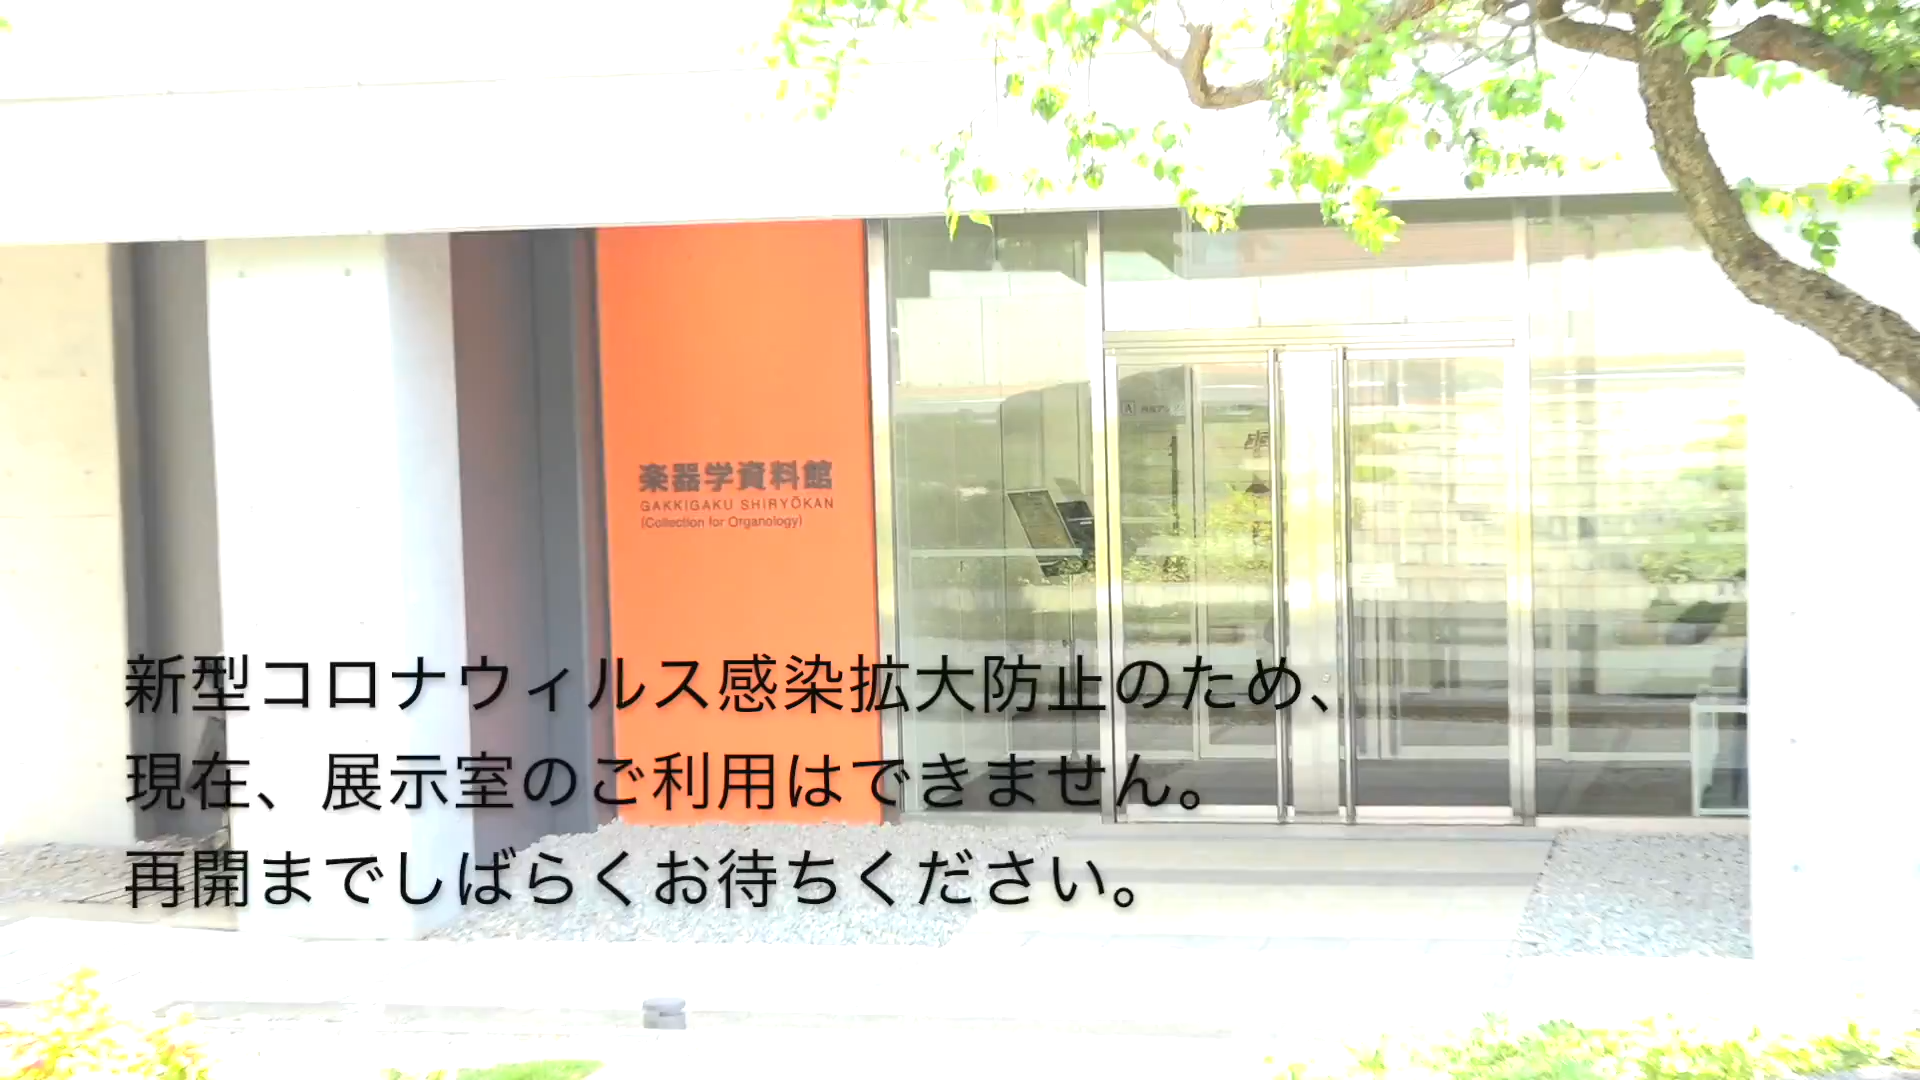 楽器学資料館
GAKKIGAKU SHIRYŌKAN
(Collection for Organology)
新型コロナウィルス感染拡大防止のため、
現在、展示室のご利用はできません。
再開までしばらくお待ちください。